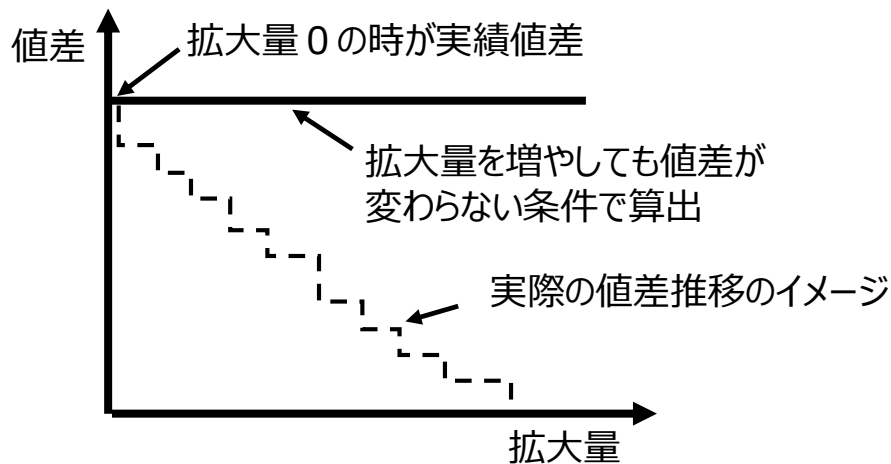 値差
拡大量0の時が実績値差
拡大量を増やしても値差が
変わらない条件で算出
実際の値差推移のイメージ
拡大量